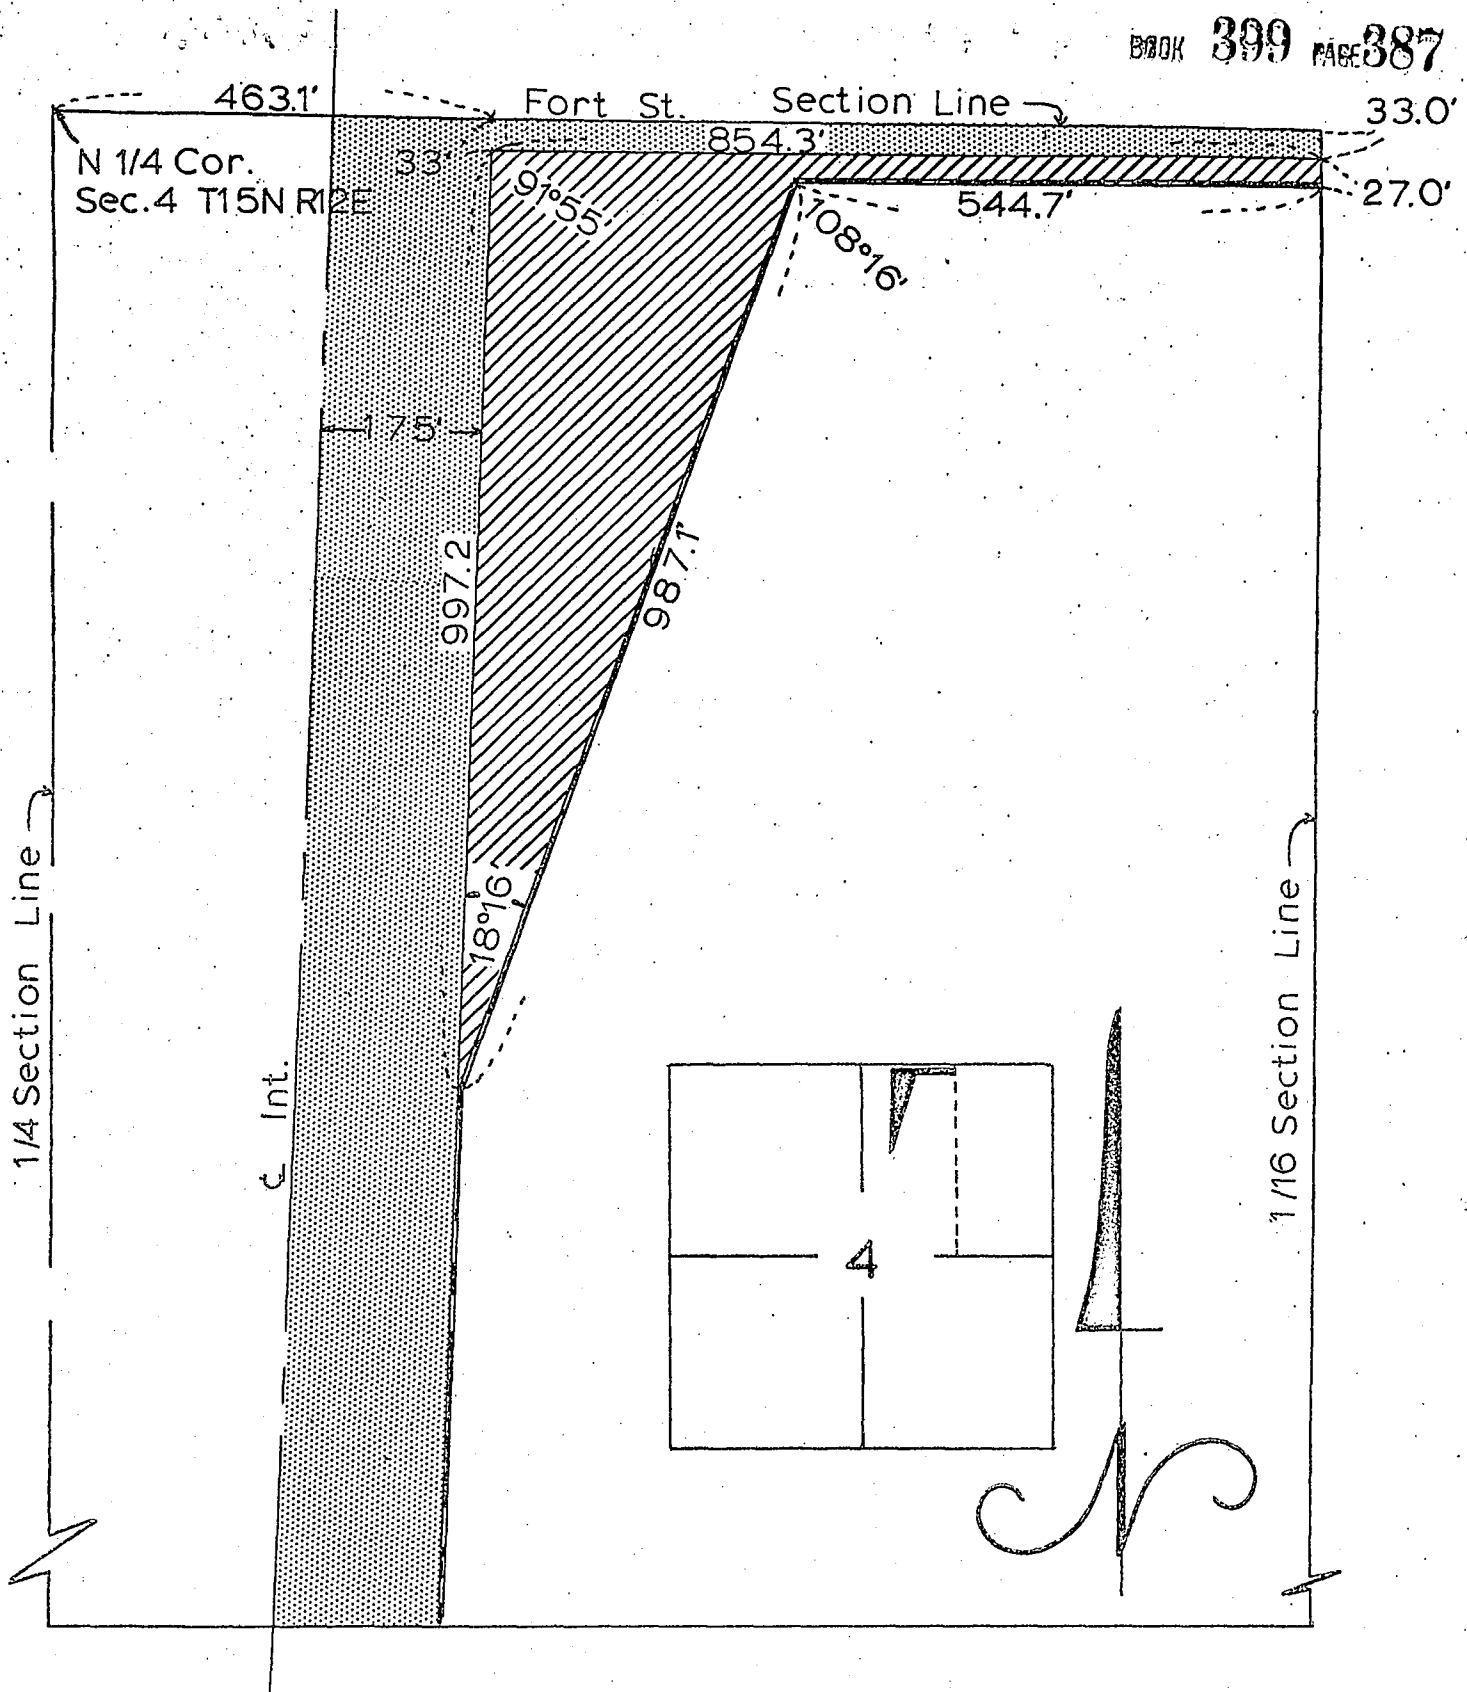 BOOK 399 PAGE 387
463.1'
Fort St.
Section Line
33.0'
N 1/4 Cor.
Sec.4 T15N R12E
33'
854.3'
91°55'
27.0'
544.7'
108°16'
175'
997.2
987.1'
18°16'
1/4 Section Line
℄ Int.
1/16 Section Line
4
N